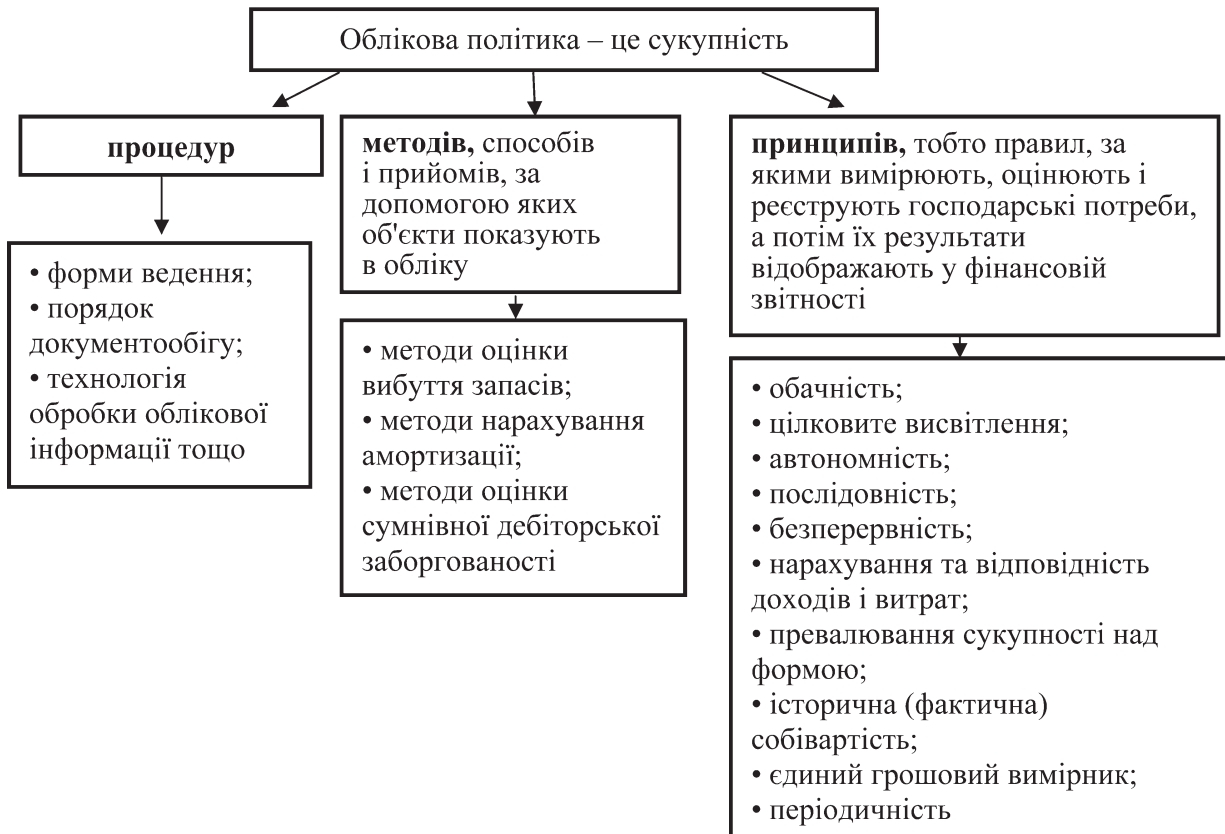 Облікова політика – це сукупність
процедур
• форми ведення;
• порядок
документообігу;
• технологія
обробки облікової
інформації тощо
методів, способів
і прийомів, за
допомогою яких
об'єкти показують
в обліку
• методи оцінки
вибуття запасів;
• методи нарахування
амортизації;
• методи оцінки
сумнівної дебіторської
заборгованості
принципів, тобто правил, за
якими вимірюють, оцінюють і
реєструють господарські потреби,
а потім їх результати
відображають у фінансовій
звітності
• обачність;
• цілковите висвітлення;
• автономність;
• послідовність;
• безперервність;
• нарахування та відповідність
доходів і витрат;
• превалювання сукупності над
формою;
• історична (фактична)
собівартість;
• єдиний грошовий вимірник;
• періодичність